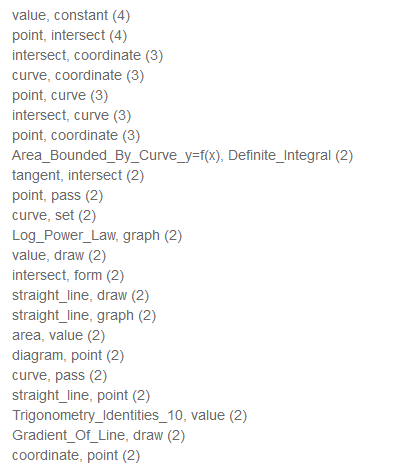 value, constant (4)
point, intersect (4)
intersect, coordinate (3)
curve, coordinate (3)
point, curve (3)
intersect, curve (3)
point, coordinate (3)
Area_Bounded_By_Curve_y=f(x), Definite_Integral (2)
tangent, intersect (2)
point, pass (2)
curve, set (2)
Log_Power_Law, graph (2)
value, draw (2)
intersect, form (2)
straight_line, draw (2)
straight_line, graph (2)
area, value (2)
diagram, point (2)
curve, pass (2)
straight_line, point (2)
Trigonometry_Identities_10, value (2)
Gradient_Of_Line, draw (2)
coordinate, point (2)